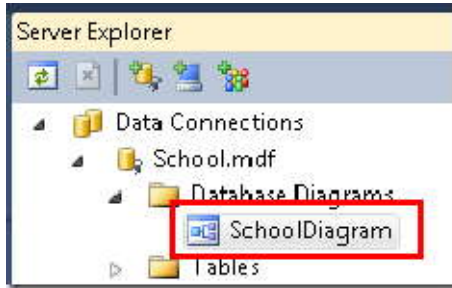 Server Explorer
Data Connections
School.mdf
Database Diagrams
SchoolDiagram
Tables